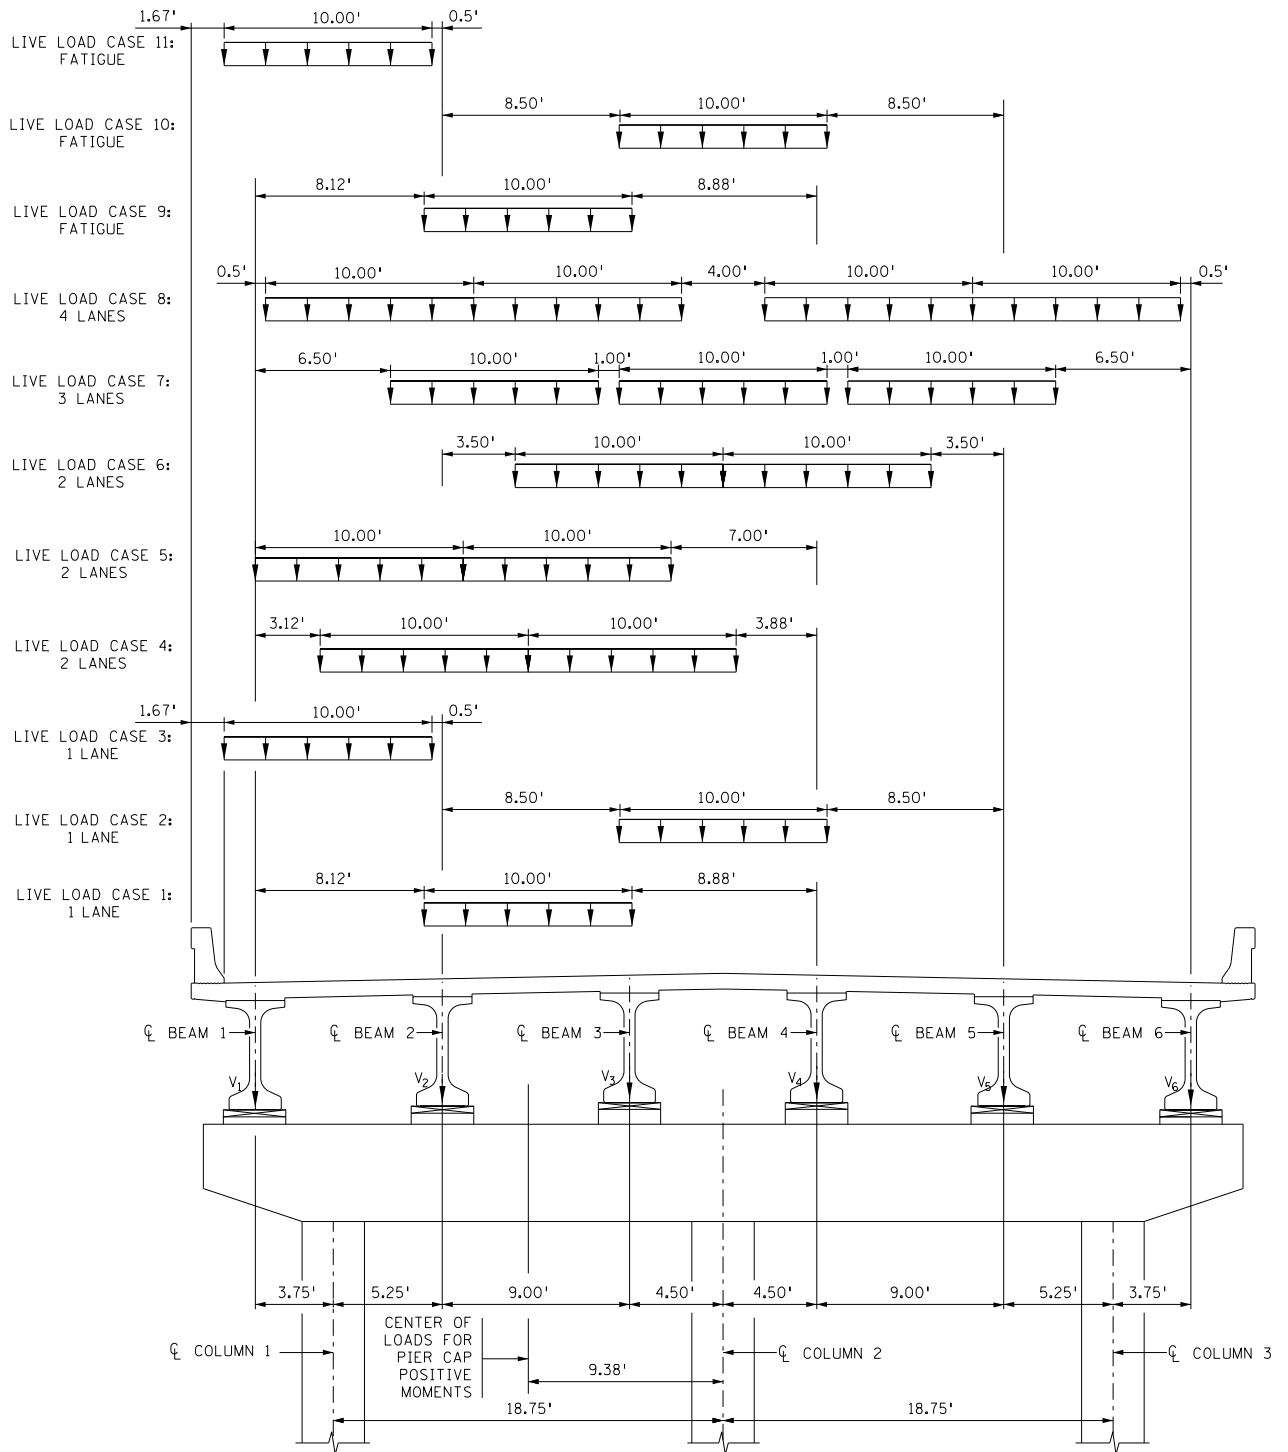 1.67' 10.00' 0.5'
LIVE LOAD CASE 11:
FATIGUE
8.50' 10.00' 8.50'
LIVE LOAD CASE 10:
FATIGUE
8.12' 10.00' 8.88'
LIVE LOAD CASE 9:
FATIGUE
0.5' 10.00' 10.00' 4.00' 10.00' 10.00' 0.5'
LIVE LOAD CASE 8:
4 LANES
6.50' 10.00' 1.00' 10.00' 1.00' 10.00' 6.50'
LIVE LOAD CASE 7:
3 LANES
3.50' 10.00' 10.00' 3.50'
LIVE LOAD CASE 6:
2 LANES
10.00' 10.00' 7.00'
LIVE LOAD CASE 5:
2 LANES
3.12' 10.00' 10.00' 3.88'
LIVE LOAD CASE 4:
2 LANES
1.67' 10.00' 0.5'
LIVE LOAD CASE 3:
1 LANE
8.50' 10.00' 8.50'
LIVE LOAD CASE 2:
1 LANE
8.12' 10.00' 8.88'
LIVE LOAD CASE 1:
1 LANE
℄ BEAM 1 ℄ BEAM 2 ℄ BEAM 3 ℄ BEAM 4 ℄ BEAM 5 ℄ BEAM 6
V1 V2 V3 V4 V5 V6
3.75' 5.25' 9.00' 4.50' 4.50' 9.00' 5.25' 3.75'
CENTER OF
LOADS FOR
PIER CAP
POSITIVE
MOMENTS
℄ COLUMN 1 ℄ COLUMN 2 ℄ COLUMN 3
9.38'
18.75' 18.75'